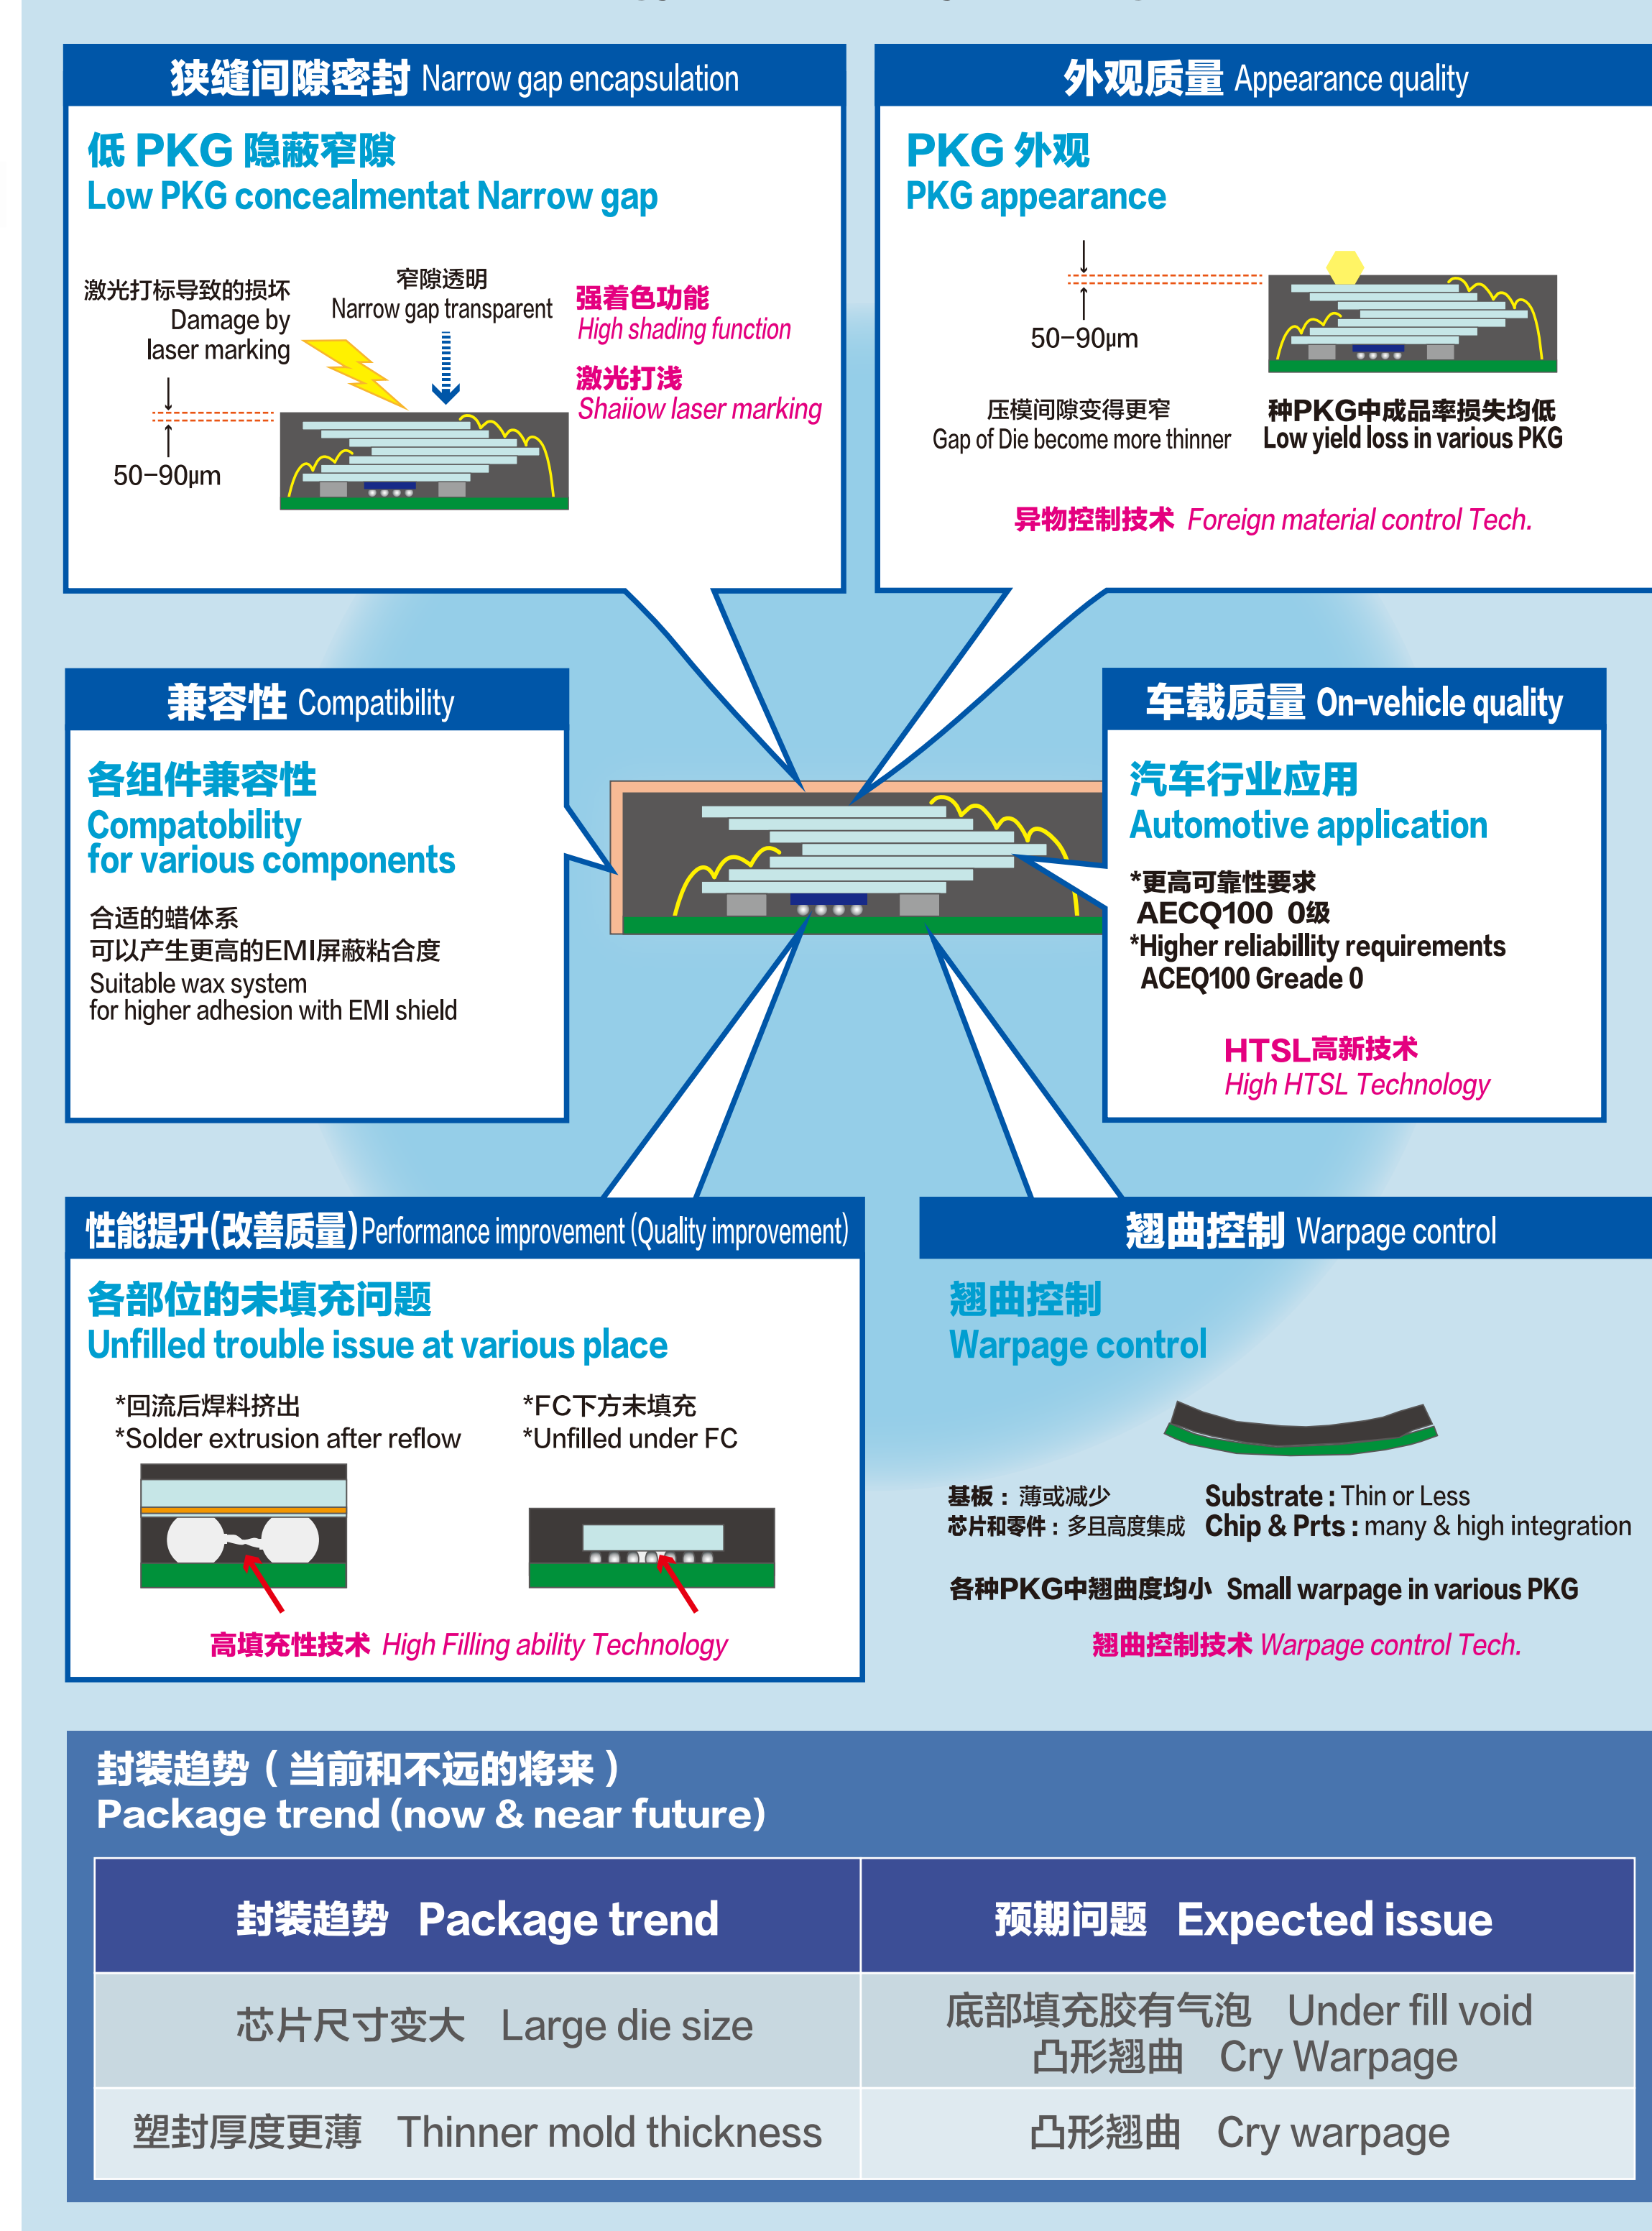 狭缝间隙密封 Narrow gap encapsulation
低 PKG 隐蔽窄隙
Low PKG concealmentat Narrow gap
激光打标导致的损坏
Damage by
laser marking
窄隙透明
Narrow gap transparent
强着色功能
High shading function
激光打浅
Shaiiow laser marking
50-90μm
外观质量 Appearance quality
PKG 外观
PKG appearance
50-90μm
压模间隙变得更窄
Gap of Die become more thinner
种PKG中成品率损失均低
Low yield loss in various PKG
异物控制技术 Foreign material control Tech.
兼容性 Compatibility
各组件兼容性
Compatobility
for various components
合适的蜡体系
可以产生更高的EMI屏蔽粘合度
Suitable wax system
for higher adhesion with EMI shield
车载质量 On-vehicle quality
汽车行业应用
Automotive application
*更高可靠性要求
AECQ100 0级
*Higher reliabillity requirements
ACEQ100 Greade 0
HTSL高新技术
High HTSL Technology
性能提升(改善质量) Performance improvement (Quality improvement)
各部位的未填充问题
Unfilled trouble issue at various place
*回流后焊料挤出
*Solder extrusion after reflow
*FC下方未填充
*Unfilled under FC
高填充性技术 High Filling ability Technology
翘曲控制 Warpage control
翘曲控制
Warpage control
基板：薄或减少 Substrate : Thin or Less
芯片和零件：多且高度集成 Chip & Prts : many & high integration
各种PKG中翘曲度均小 Small warpage in various PKG
翘曲控制技术 Warpage control Tech.
封装趋势（当前和不远的将来）
Package trend (now & near future)
封装趋势 Package trend
预期问题 Expected issue
芯片尺寸变大 Large die size
底部填充胶有气泡 Under fill void
凸形翘曲 Cry Warpage
塑封厚度更薄 Thinner mold thickness
凸形翘曲 Cry warpage